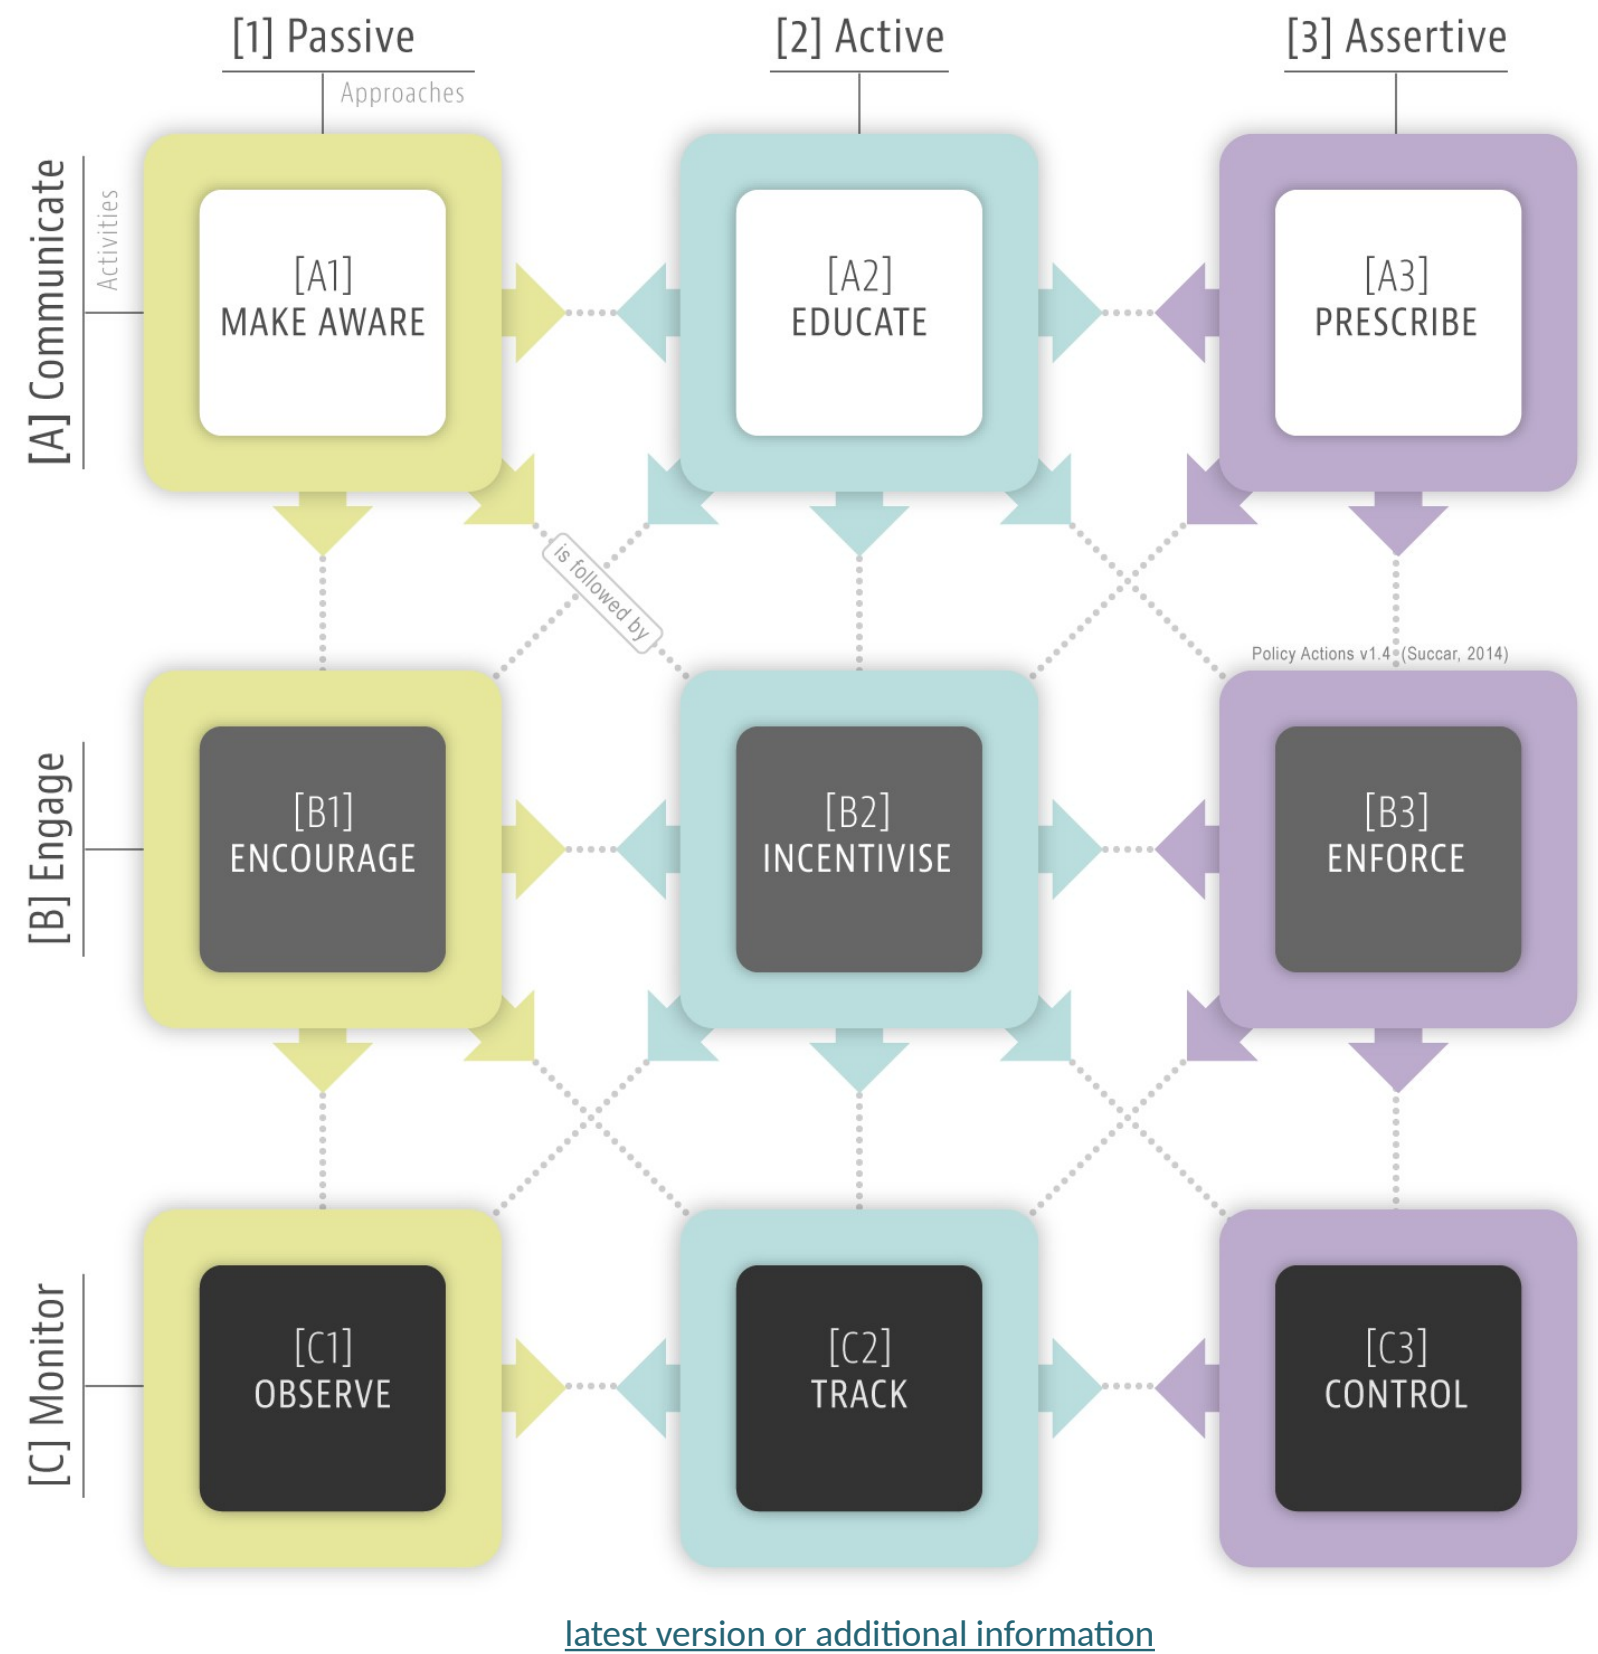 [1] Passive
[2] Active
[3] Assertive
Approaches
[A] Communicate
Activities
[A1]
MAKE AWARE
[A2]
EDUCATE
[A3]
PRESCRIBE
is followed by
Policy Actions v1.4 (Succar, 2014)
[B] Engage
[B1]
ENCOURAGE
[B2]
INCENTIVISE
[B3]
ENFORCE
[C] Monitor
[C1]
OBSERVE
[C2]
TRACK
[C3]
CONTROL
latest version or additional information